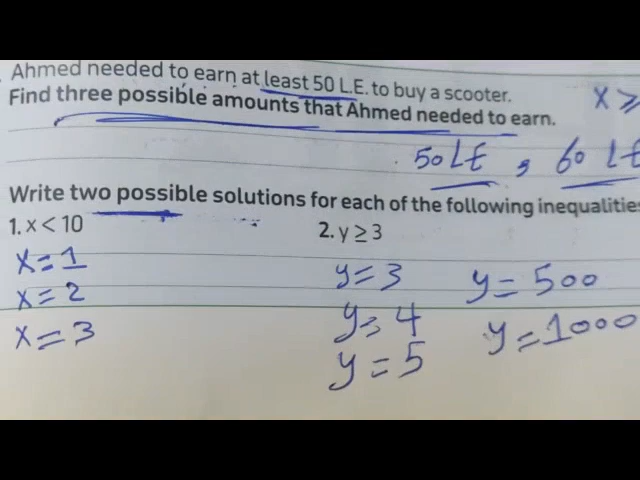 Ahmed needed to earn at least 50 L.E. to buy a scooter.
Find three possible amounts that Ahmed needed to earn.
x ≥
50 LE , 60 LE
Write two possible solutions for each of the following
1. x < 10
2. y ≥ 3
x = 1
x = 2
x = 3
y = 3
y = 4
y = 5
y = 500
y = 1000